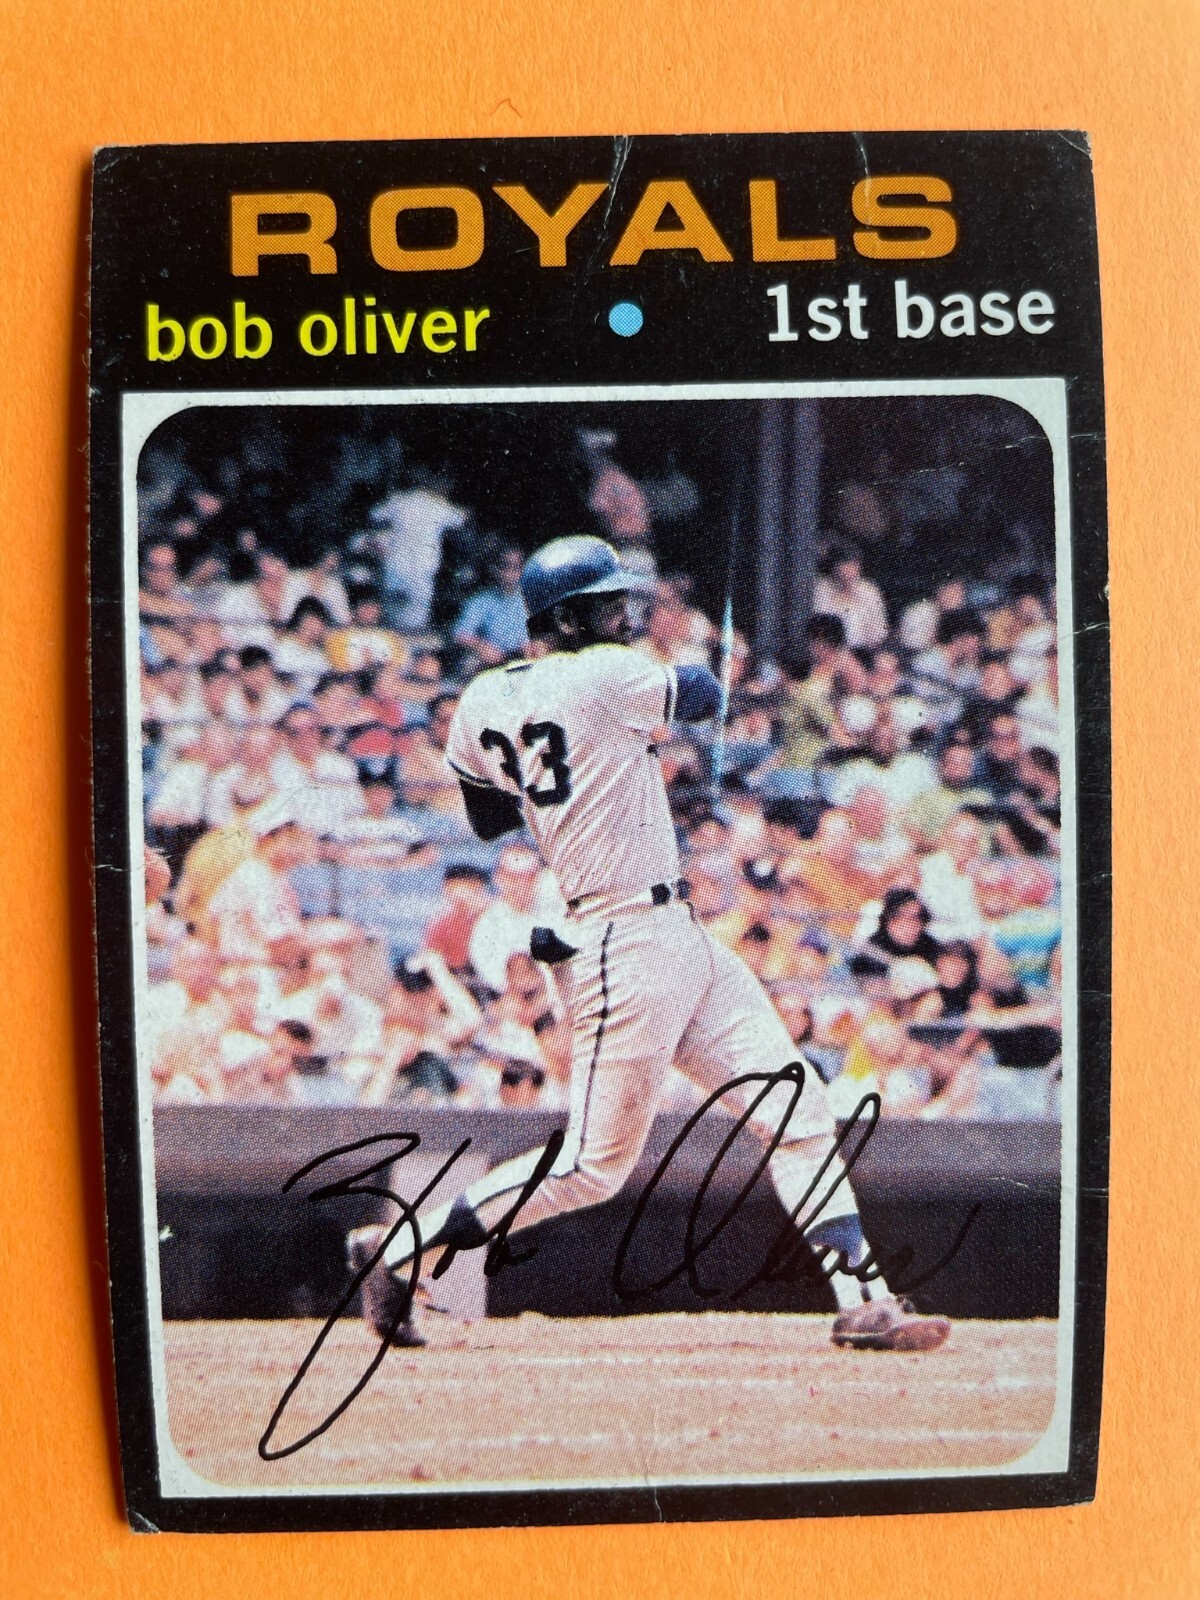 ROYALS
bob oliver • 1st base
33
Bob Oliver